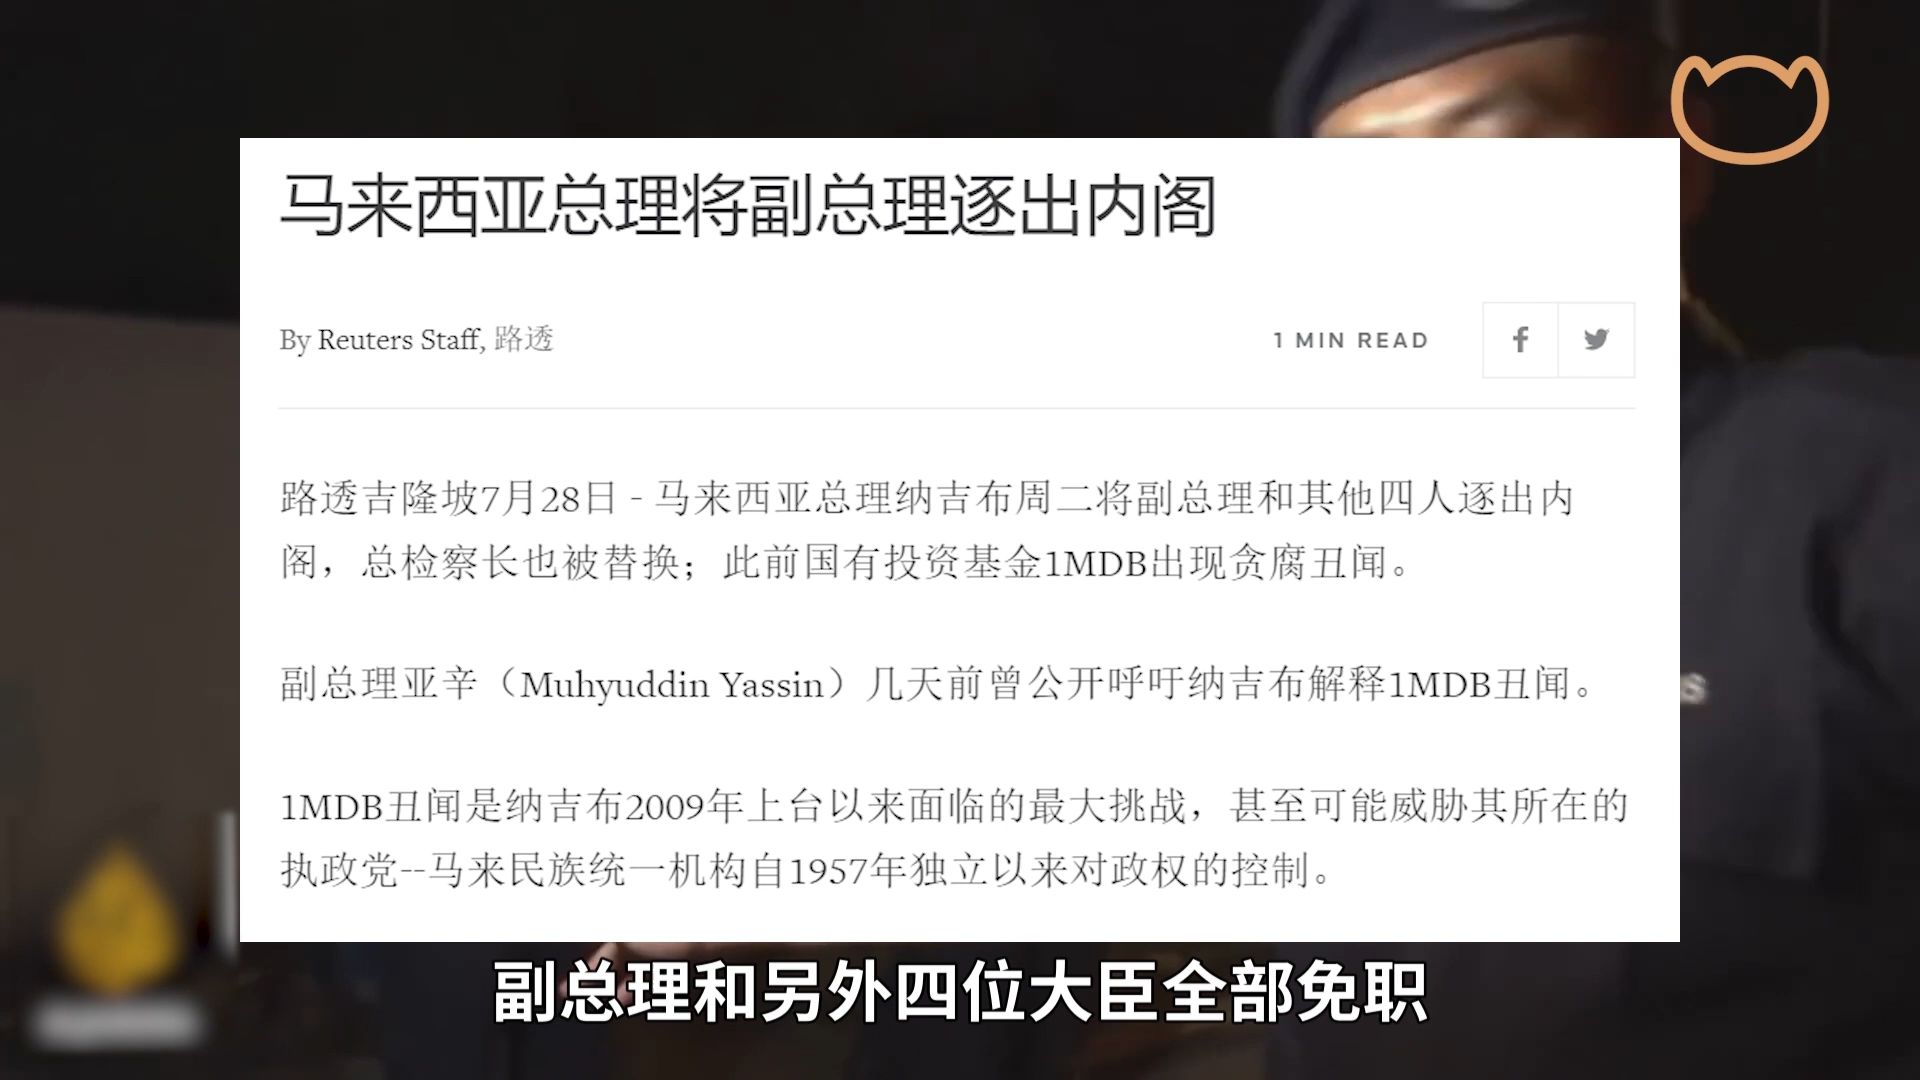 马来西亚总理将副总理逐出内阁
By Reuters Staff, 路透
1 MIN READ
路透吉隆坡7月28日 - 马来西亚总理纳吉布周二将副总理和其他四人逐出内
阁，总检察长也被替换；此前国有投资基金1MDB出现贪腐丑闻。
副总理亚辛（Muhyuddin Yassin）几天前曾公开呼吁纳吉布解释1MDB丑闻。
1MDB丑闻是纳吉布2009年上台以来面临的最大挑战，甚至可能威胁其所在的
执政党--马来民族统一机构自1957年独立以来对政权的控制。
副总理和另外四位大臣全部免职